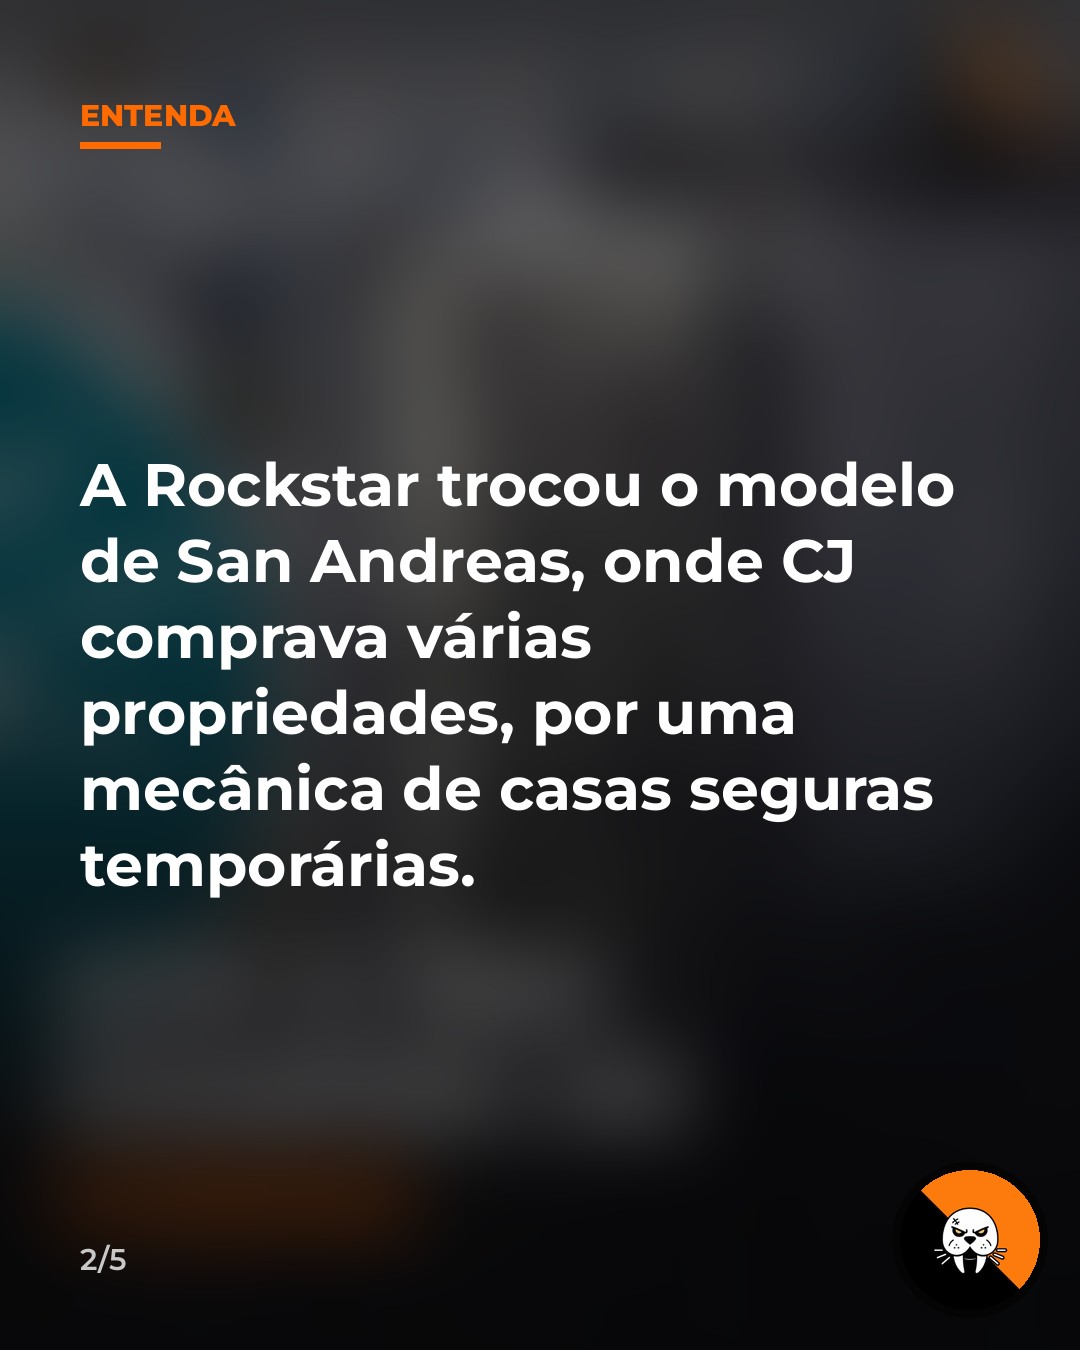 ENTENDA
A Rockstar trocou o modelo
de San Andreas, onde CJ
comprava várias
propriedades, por uma
mecânica de casas seguras
temporárias.
2/5